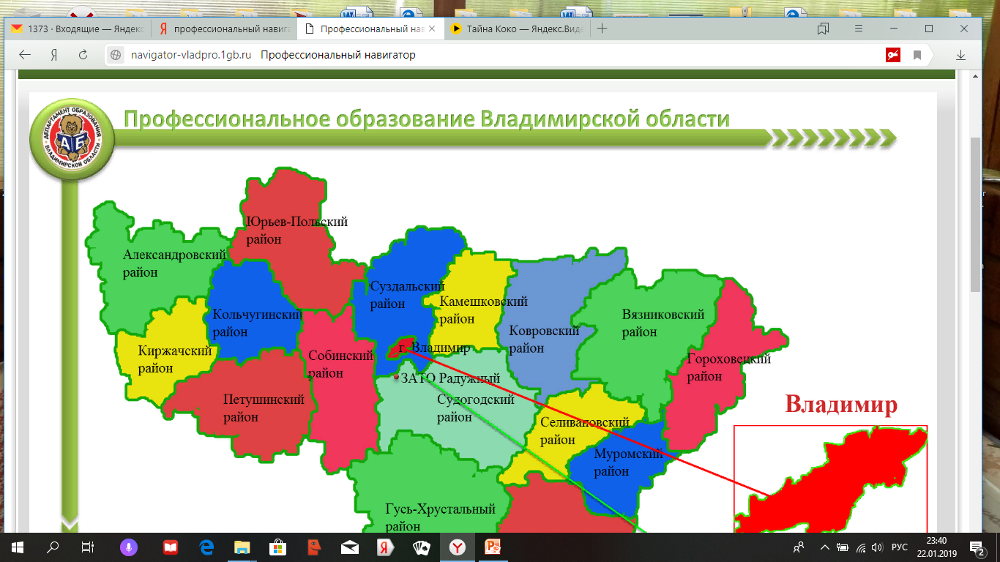 1373 · Входящие — Яндекс
профессиональный навига
Профессиональный нав
Тайна Коко — Яндекс.Виде
navigator-vladpro.1gb.ru Профессиональный навигатор
Профессиональное образование Владимирской области
ДЕПАРТАМЕНТ ОБРАЗОВАНИЯ
ВЛАДИМИРСКОЙ ОБЛАСТИ
А Б
Юрьев-Польский
район
Александровский
район
Суздальский
район
Камешковский
район
Кольчугинский
район
Вязниковский
район
Ковровский
район
Киржачский
район
Собинский
район
г. Владимир
Гороховецкий
район
ЗАТО Радужный
Петушинский
район
Судогодский
район
Владимир
Селивановский
район
Муромский
район
Гусь-Хрустальный
район
РУС
23:40
22.01.2019
2